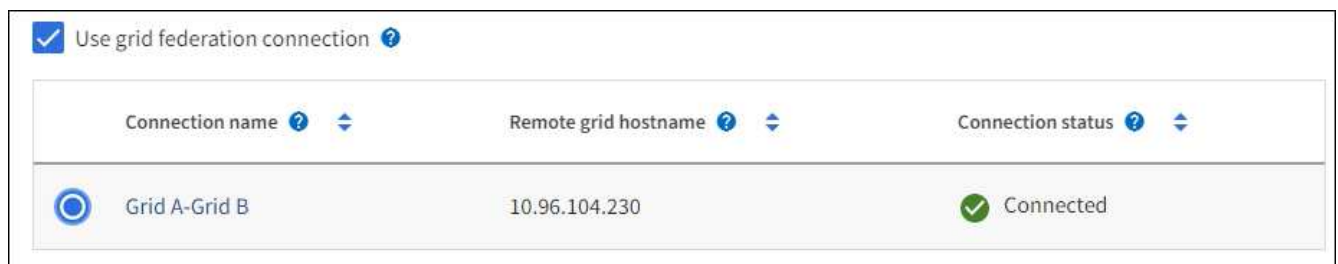 Use grid federation connection ?
Connection name ? Remote grid hostname ? Connection status ?
Grid A-Grid B 10.96.104.230 Connected